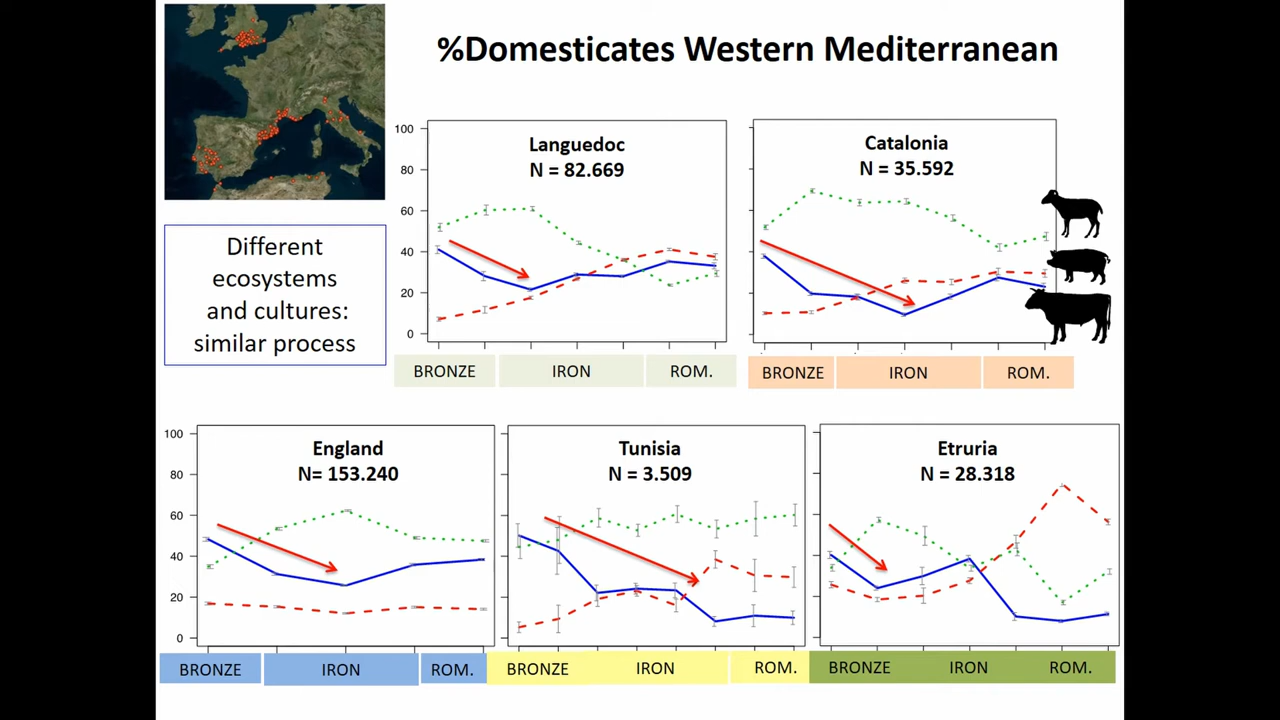 %Domesticates Western Mediterranean
Different
ecosystems
and cultures:
similar process
Languedoc
N = 82.669
100
80
60
40
20
0
BRONZE IRON ROM.
Catalonia
N = 35.592
BRONZE IRON ROM.
England
N= 153.240
100
80
60
40
20
0
BRONZE IRON ROM.
Tunisia
N = 3.509
BRONZE IRON ROM.
Etruria
N = 28.318
BRONZE IRON ROM.